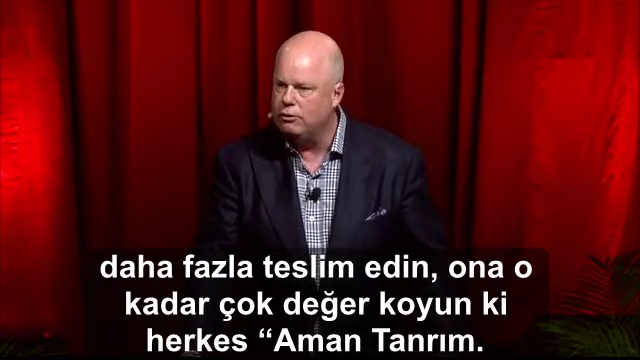 daha fazla teslim edin, ona o
kadar çok değer koyun ki
herkes “Aman Tanrım.